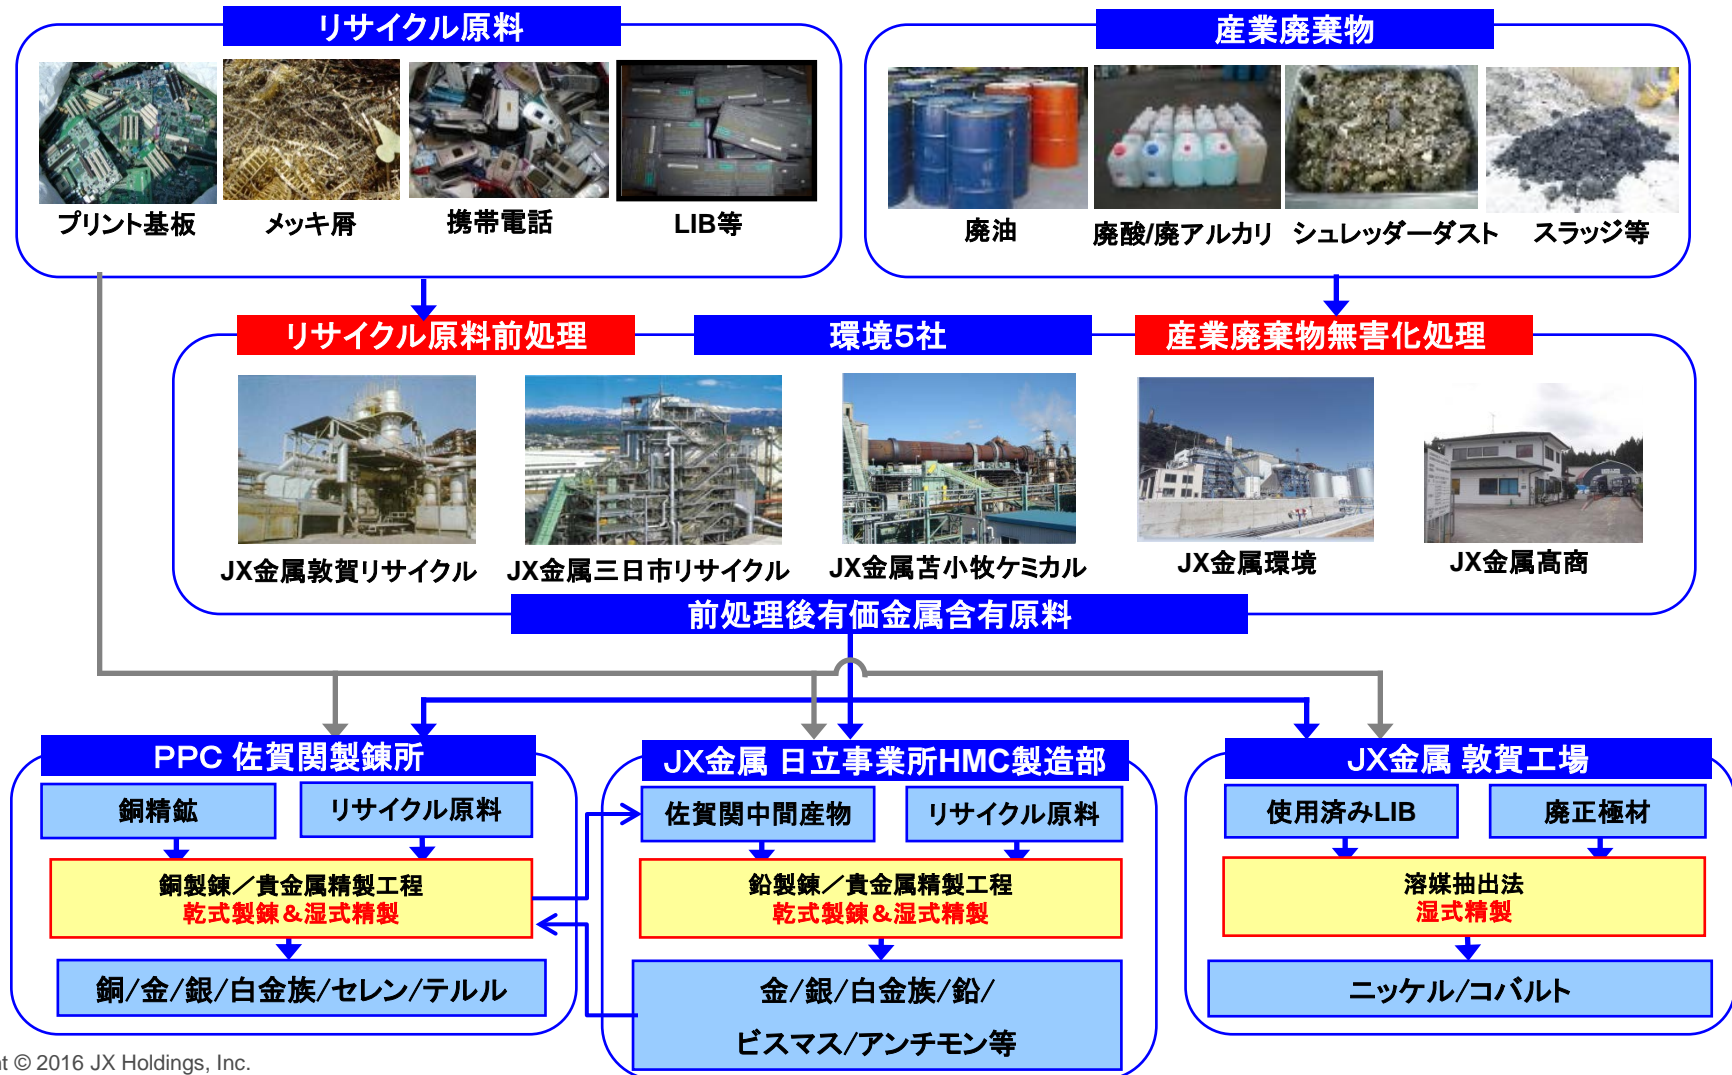 リサイクル原料
産業廃棄物
プリント基板
メッキ屑
携帯電話
LIB等
廃油
廃酸/廃アルカリ
シュレッダーダスト
スラッジ等
リサイクル原料前処理
環境5社
産業廃棄物無害化処理
JX金属敦賀リサイクル
JX金属三日市リサイクル
JX金属苫小牧ケミカル
JX金属環境
JX金属髙商
前処理後有価金属含有原料
PPC 佐賀関製錬所
銅精鉱
リサイクル原料
銅製錬／貴金属精製工程
乾式製錬＆湿式精製
銅/金/銀/白金族/セレン/テルル
JX金属 日立事業所HMC製造部
佐賀関中間産物
リサイクル原料
鉛製錬／貴金属精製工程
乾式製錬＆湿式精製
金/銀/白金族/鉛/
ビスマス/アンチモン等
JX金属 敦賀工場
使用済みLIB
廃正極材
溶媒抽出法
湿式精製
ニッケル/コバルト
© 2016 JX Holdings, Inc.